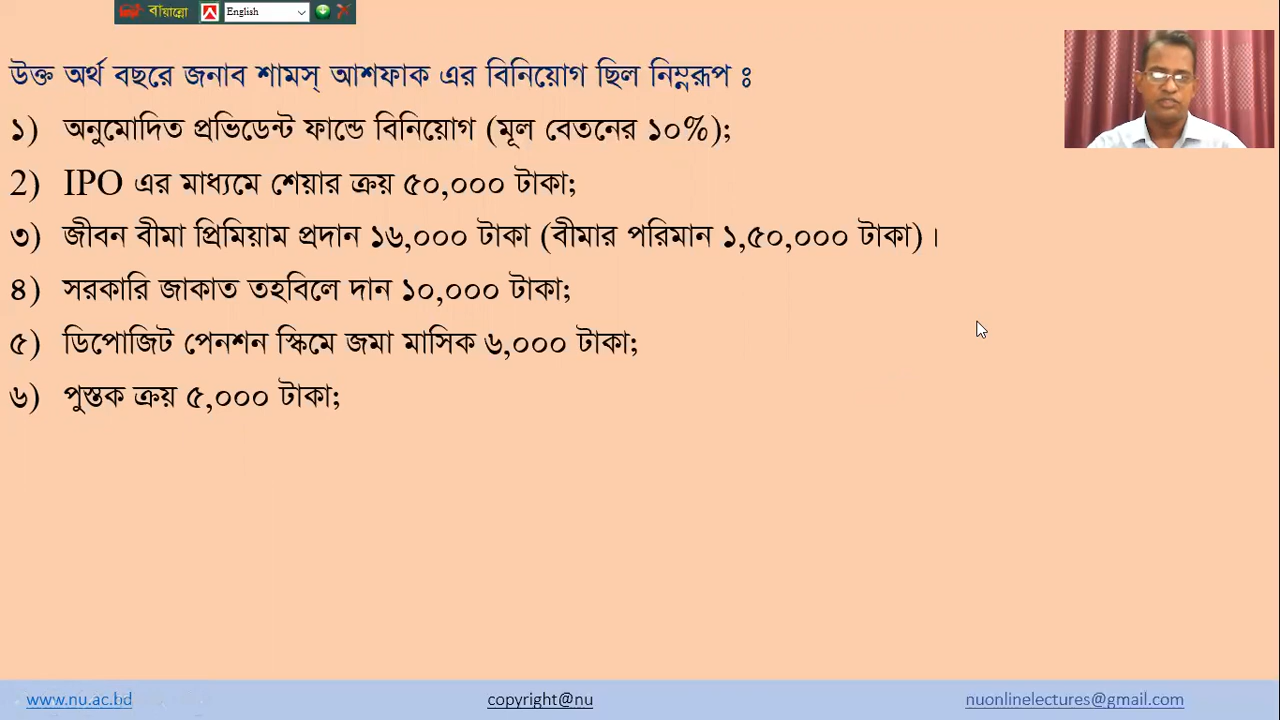 বায়ান্নো English
উক্ত অর্থ বছরে জনাব শামস্ আশফাক এর বিনিয়োগ ছিল নিম্নরূপ ঃ
১) অনুমোদিত প্রভিডেন্ট ফান্ডে বিনিয়োগ (মূল বেতনের ১০%);
2) IPO এর মাধ্যমে শেয়ার ক্রয় ৫০,০০০ টাকা;
৩) জীবন বীমা প্রিমিয়াম প্রদান ১৬,০০০ টাকা (বীমার পরিমান ১,৫০,০০০ টাকা)।
৪) সরকারি জাকাত তহবিলে দান ১০,০০০ টাকা;
৫) ডিপোজিট পেনশন স্কিমে জমা মাসিক ৬,০০০ টাকা;
৬) পুস্তক ক্রয় ৫,০০০ টাকা;
www.nu.ac.bd copyright@nu nuonlinelectures@gmail.com